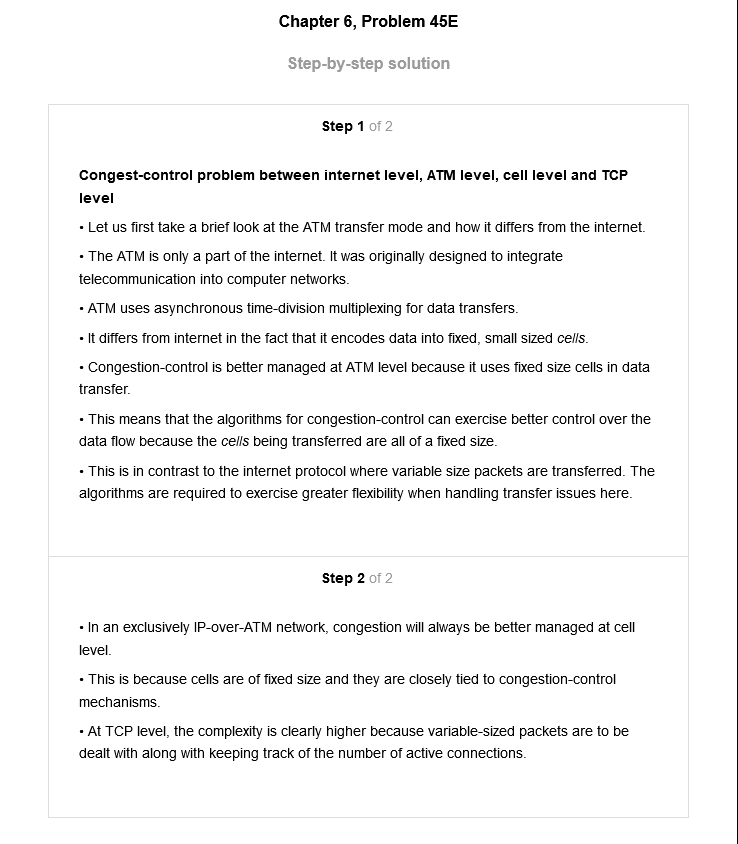 Chapter 6, Problem 45E
Step-by-step solution
Step 1 of 2
Congest-control problem between internet level, ATM level, cell level and TCP
level
• Let us first take a brief look at the ATM transfer mode and how it differs from the internet.
• The ATM is only a part of the internet. It was originally designed to integrate
telecommunication into computer networks.
• ATM uses asynchronous time-division multiplexing for data transfers.
• It differs from internet in the fact that it encodes data into fixed, small sized cells.
• Congestion-control is better managed at ATM level because it uses fixed size cells in data
transfer.
• This means that the algorithms for congestion-control can exercise better control over the
data flow because the cells being transferred are all of a fixed size.
• This is in contrast to the internet protocol where variable size packets are transferred. The
algorithms are required to exercise greater flexibility when handling transfer issues here.
Step 2 of 2
• In an exclusively IP-over-ATM network, congestion will always be better managed at cell
level.
• This is because cells are of fixed size and they are closely tied to congestion-control
mechanisms.
• At TCP level, the complexity is clearly higher because variable-sized packets are to be
dealt with along with keeping track of the number of active connections.